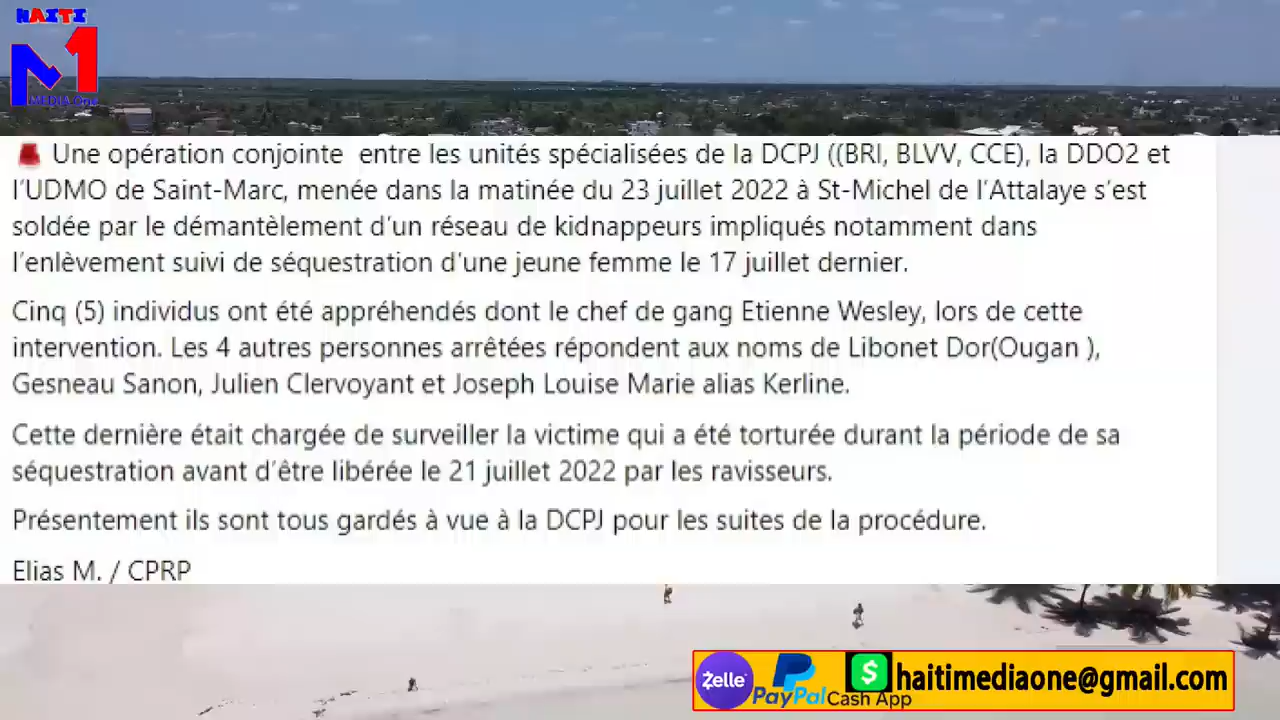 HAITI
M1
MEDIA One
Une opération conjointe entre les unités spécialisées de la DCPJ ((BRI, BLVV, CCE), la DDO2 et
l'UDMO de Saint-Marc, menée dans la matinée du 23 juillet 2022 à St-Michel de l'Attalaye s'est
soldée par le démantèlement d'un réseau de kidnappeurs impliqués notamment dans
l'enlèvement suivi de séquestration d'une jeune femme le 17 juillet dernier.
Cinq (5) individus ont été appréhendés dont le chef de gang Etienne Wesley, lors de cette
intervention. Les 4 autres personnes arrêtées répondent aux noms de Libonet Dor(Ougan ),
Gesneau Sanon, Julien Clervoyant et Joseph Louise Marie alias Kerline.
Cette dernière était chargée de surveiller la victime qui a été torturée durant la période de sa
séquestration avant d'être libérée le 21 juillet 2022 par les ravisseurs.
Présentement ils sont tous gardés à vue à la DCPJ pour les suites de la procédure.
Elias M. / CPRP
Zelle
PayPal
$
Cash App
haitimediaone@gmail.com